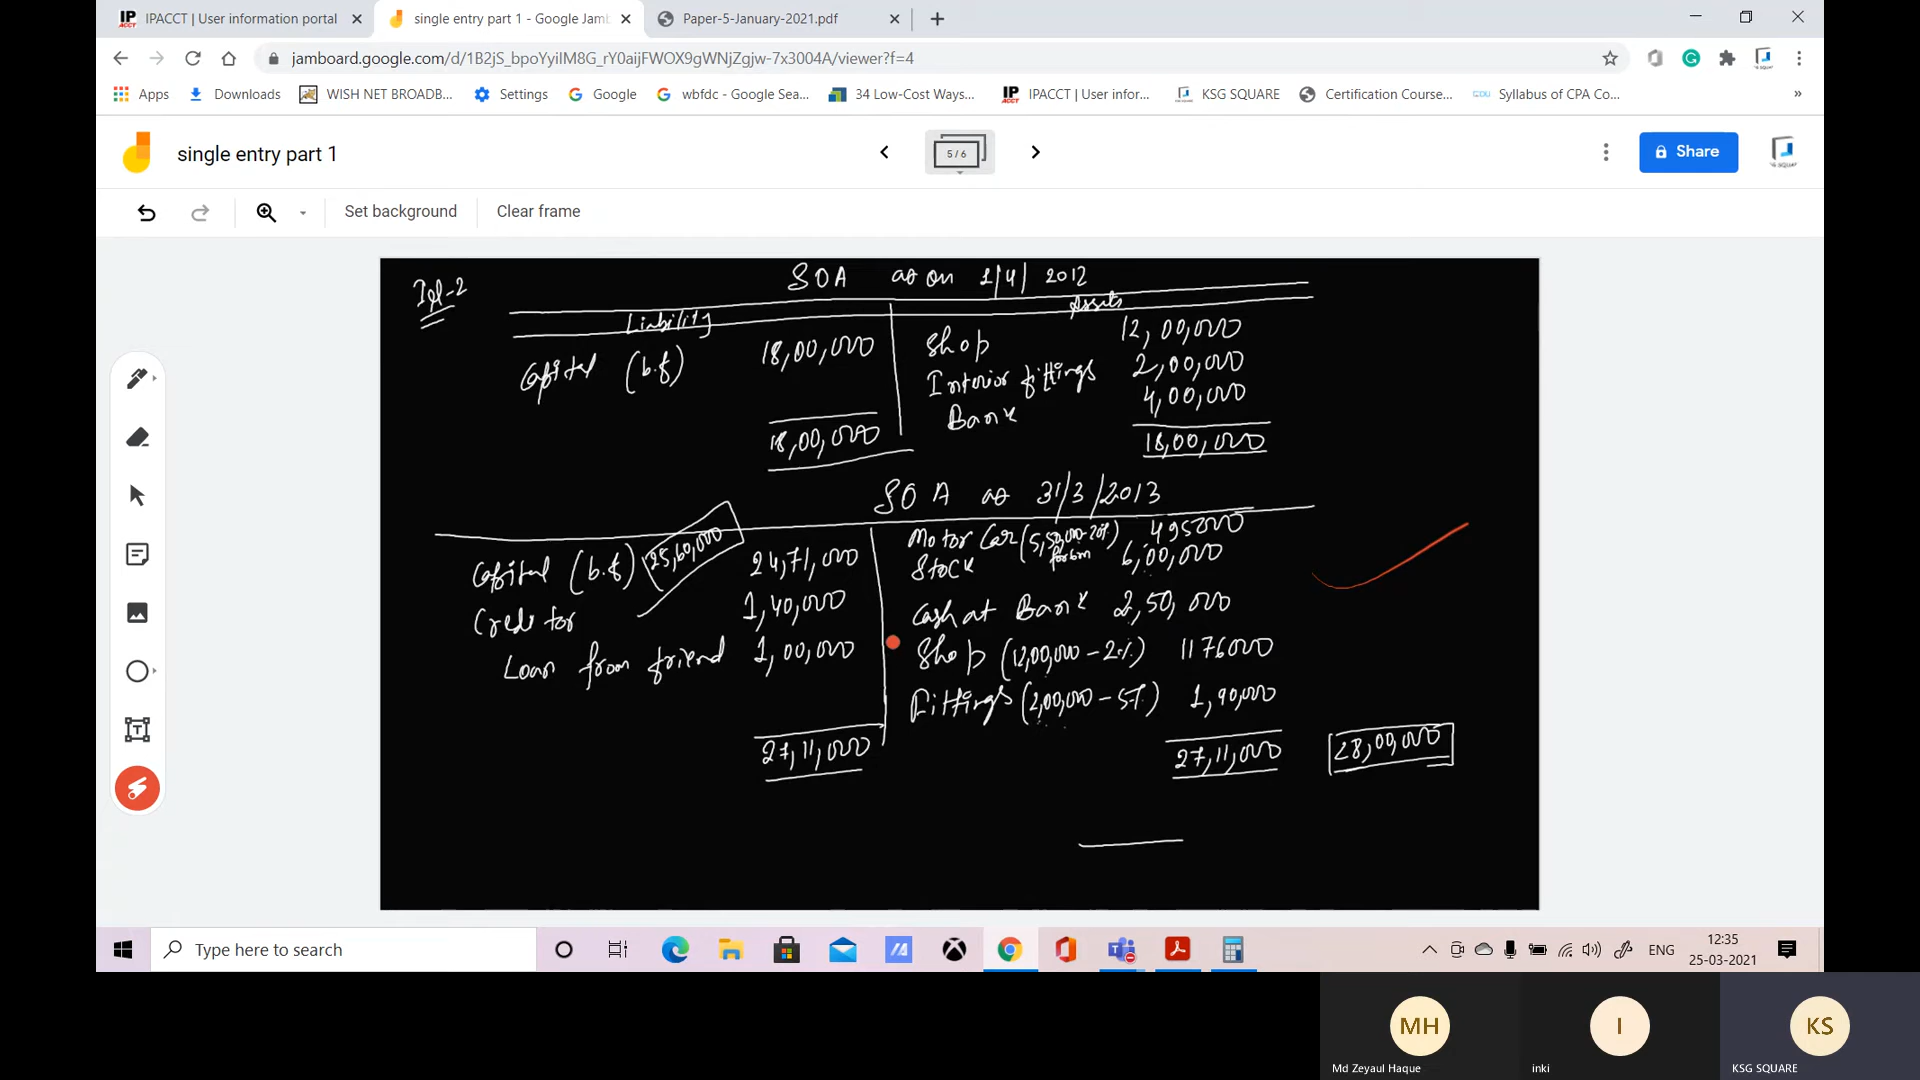 IPACCT | User information portal
single entry part 1 - Google Jamb
Paper-5-January-2021.pdf
jamboard.google.com/d/1B2jS_bpoYyilM8G_rY0aijFWOX9gWNjZgjw-7x3004A/viewer?f=4
Apps Downloads WISH NET BROADB... Settings Google wbfdc - Google Sea... 34 Low-Cost Ways... IPACCT | User infor... KSG SQUARE Certification Course... Syllabus of CPA Co... »
single entry part 1
5 / 6
Share
Set background Clear frame
SOA as on 1/4/ 2012
Liability Assets
Capital (b.f) 18,00,000 Shop 12,00,000
Interior fittings 2,00,000
Bank 4,00,000
18,00,000 18,00,000
SOA as 31/3/2013
Capital (b.f) 25,60,000 24,71,000 Motor Car (5,50,000-20% for 6m) 495000
Stock 6,00,000
Creditor 1,40,000 Cash at Bank 2,50,000
Loan from friend 1,00,000 Shop (12,00,000-2%) 1176000
Fittings (2,00,000-5%) 1,90,000
27,11,000 27,11,000 28,00,000
Type here to search
ENG
12:35
25-03-2021
MH I KS
Md Zeyaul Haque inki KSG SQUARE